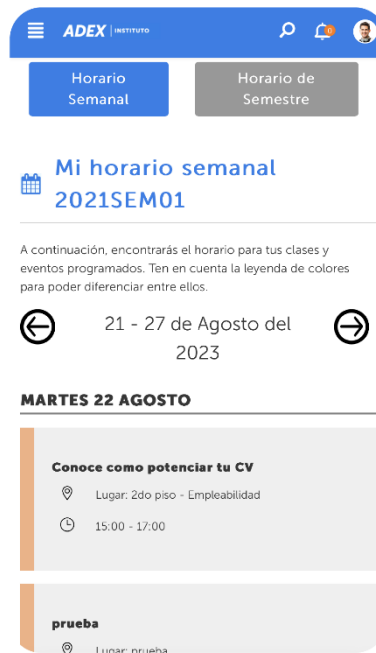 ADEX | INSTITUTO
0
Horario
Semanal
Horario de
Semestre
Mi horario semanal
2021SEM01
A continuación, encontrarás el horario para tus clases y
eventos programados. Ten en cuenta la leyenda de colores
para poder diferenciar entre ellos.
21 - 27 de Agosto del
2023
MARTES 22 AGOSTO
Conoce como potenciar tu CV
Lugar: 2do piso - Empleabilidad
15:00 - 17:00
prueba
Lugar: prueba